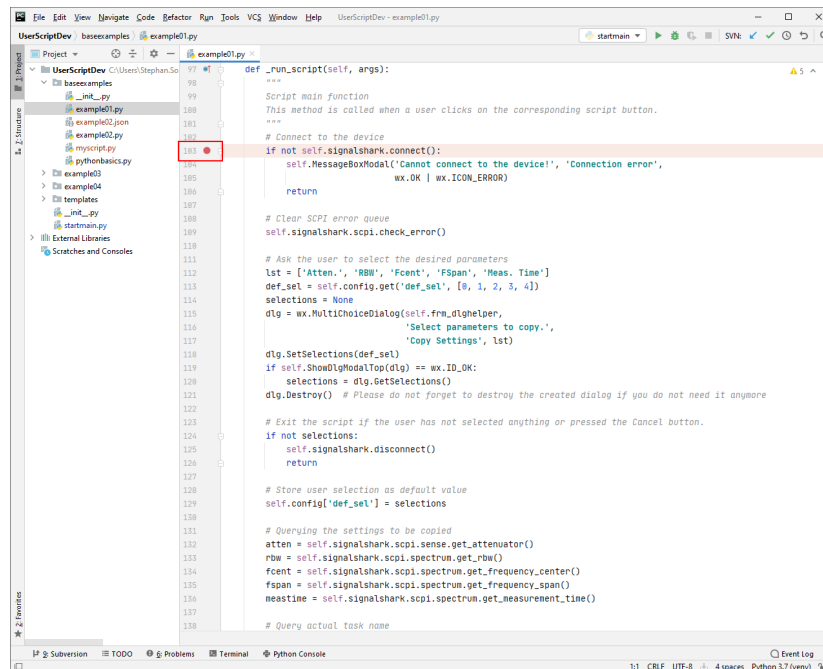 PC File Edit View Navigate Code Refactor Run Tools VCS Window Help UserScriptDev - example01.py
UserScriptDev baseexamples example01.py startmain SVN:
Project example01.py
1: Project
Z: Structure
2: Favorites
UserScriptDev C:\Users\Stephan.So
baseexamples
__init__.py
example01.py
example02.json
example02.py
myscript.py
pythonbasics.py
example03
example04
templates
__init__.py
startmain.py
External Libraries
Scratches and Consoles
5
97 def _run_script(self, args):
98 """
99 Script main function
100 This method is called when a user clicks on the corresponding script button.
101 """
102 # Connect to the device
103 if not self.signalshark.connect():
104 self.MessageBoxModal('Cannot connect to the device!', 'Connection error',
105 wx.OK | wx.ICON_ERROR)
106 return
107
108 # Clear SCPI error queue
109 self.signalshark.scpi.check_error()
110
111 # Ask the user to select the desired parameters
112 lst = ['Atten.', 'RBW', 'Fcent', 'FSpan', 'Meas. Time']
113 def_sel = self.config.get('def_sel', [0, 1, 2, 3, 4])
114 selections = None
115 dlg = wx.MultiChoiceDialog(self.frm_dlghelper,
116 'Select parameters to copy.',
117 'Copy Settings', lst)
118 dlg.SetSelections(def_sel)
119 if self.ShowDlgModalTop(dlg) == wx.ID_OK:
120 selections = dlg.GetSelections()
121 dlg.Destroy() # Please do not forget to destroy the created dialog if you do not need it anymore
122
123 # Exit the script if the user has not selected anything or pressed the Cancel button.
124 if not selections:
125 self.signalshark.disconnect()
126 return
127
128 # Store user selection as default value
129 self.config['def_sel'] = selections
130
131 # Querying the settings to be copied
132 atten = self.signalshark.scpi.sense.get_attenuator()
133 rbw = self.signalshark.scpi.spectrum.get_rbw()
134 fcent = self.signalshark.scpi.spectrum.get_frequency_center()
135 fspan = self.signalshark.scpi.spectrum.get_frequency_span()
136 meastime = self.signalshark.scpi.spectrum.get_measurement_time()
137
138 # Query actual task name
9: Subversion TODO 6: Problems Terminal Python Console Event Log
1:1 CRLF UTF-8 4 spaces Python 3.7 (venv)